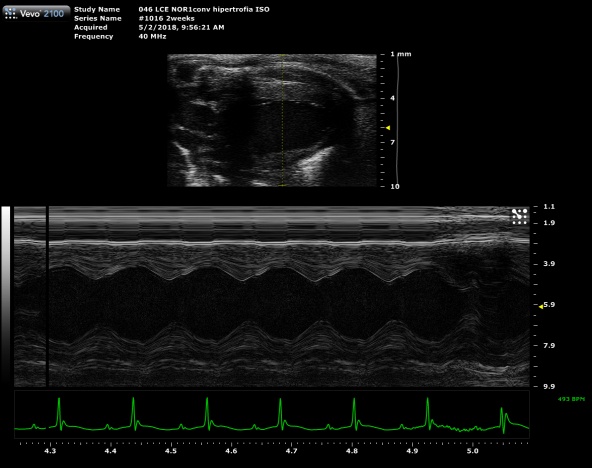 Vevo 2100
Study Name 046 LCE NOR1conv hipertrofia ISO
Series Name #1016 2weeks
Acquired 5/2/2018, 9:56:21 AM
Frequency 40 MHz
1 mm
4
7
10
1.1
1.9
3.9
5.9
7.9
9.9
493 BPM
4.3 4.4 4.5 4.6 4.7 4.8 4.9 5.0